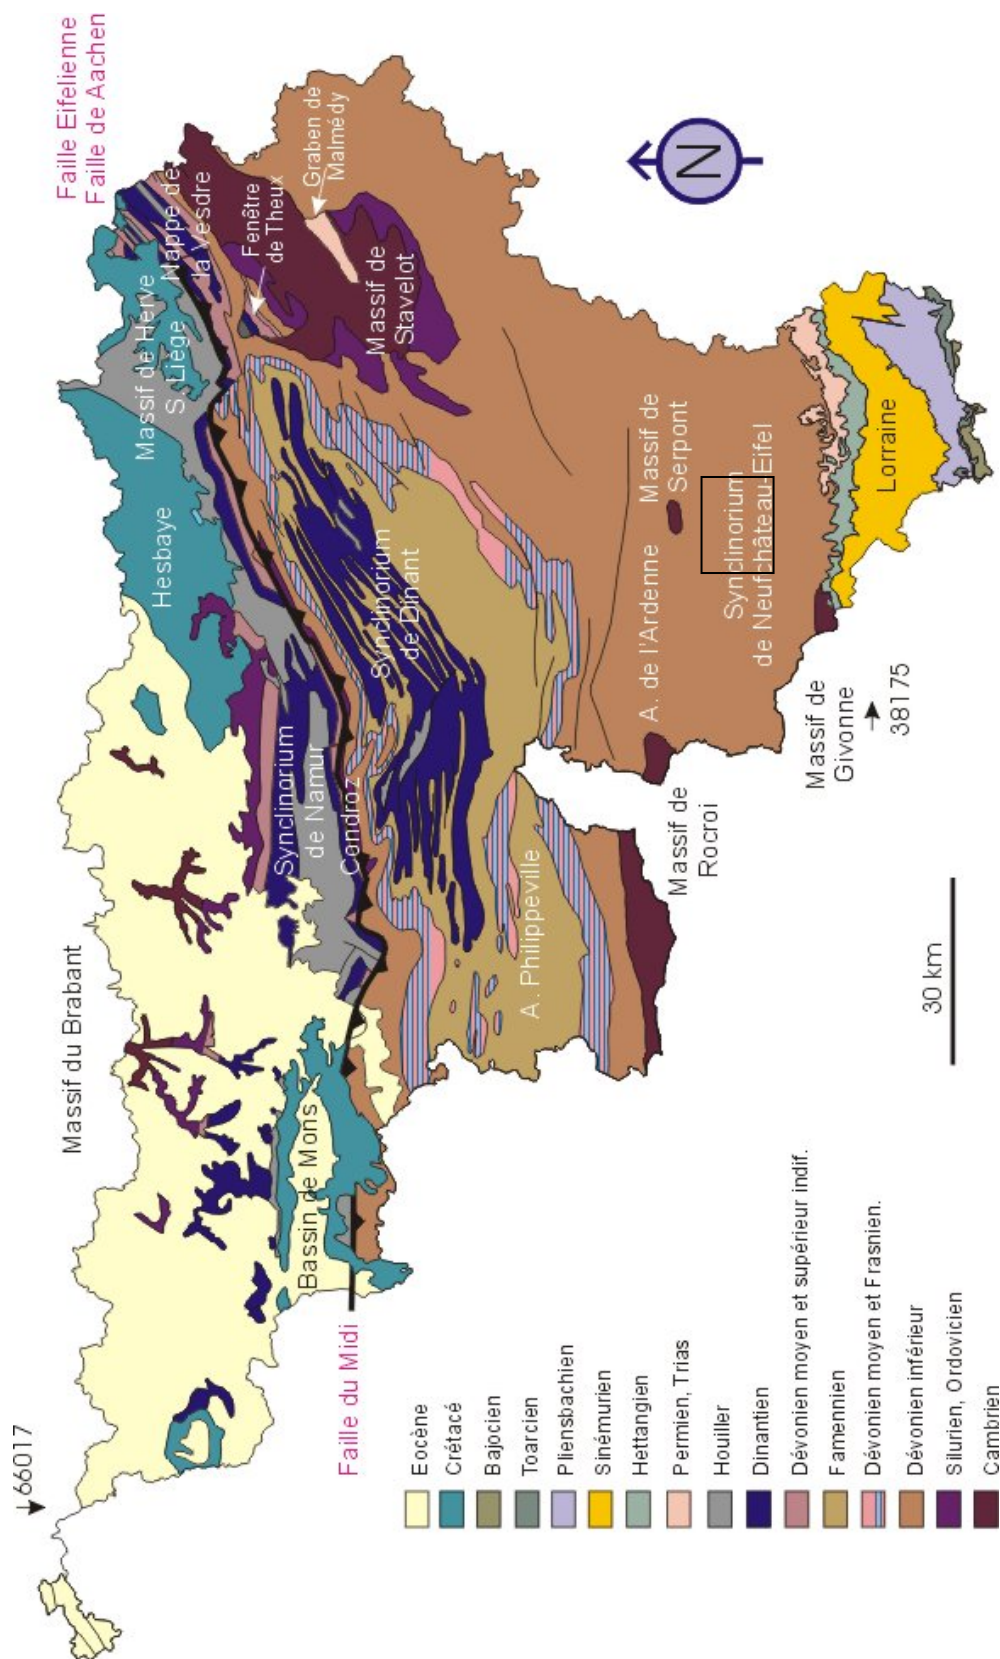 66017
Massif du Brabant
Faille Eifelienne
Faille de Aachen
Hesbaye
Massif de Herve
S. Liège
Nappe de
la Vesdre
Fenêtre
de Theux
Graben de
Malmédy
Massif de
Stavelot
Synclinorium
de Namur
Condroz
Synclinorium
de Dinant
Bassin de Mons
Faille du Midi
A. Philippeville
A. de l'Ardenne
Massif de
Serpont
Massif de
Rocroi
Synclinorium
de Neufchâteau-Eifel
Massif de
Givonne
38175
Lorraine
N
30 km
Eocène
Crétacé
Bajocien
Toarcien
Pliensbachien
Sinémurien
Hettangien
Permien, Trias
Houiller
Dinantien
Dévonien moyen et supérieur indif.
Famennien
Dévonien moyen et Frasnien.
Dévonien inférieur
Silurien, Ordovicien
Cambrien